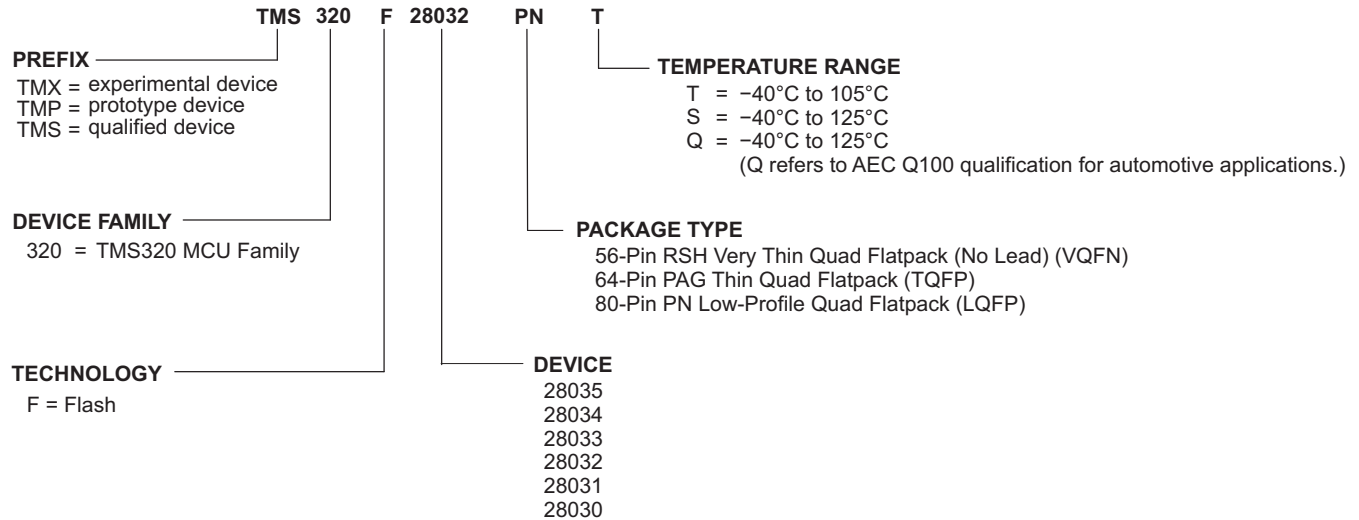 TMS 320 F 28032 PN T
PREFIX
TMX = experimental device
TMP = prototype device
TMS = qualified device
TEMPERATURE RANGE
T = −40°C to 105°C
S = −40°C to 125°C
Q = −40°C to 125°C
(Q refers to AEC Q100 qualification for automotive applications.)
DEVICE FAMILY
320 = TMS320 MCU Family
PACKAGE TYPE
56-Pin RSH Very Thin Quad Flatpack (No Lead) (VQFN)
64-Pin PAG Thin Quad Flatpack (TQFP)
80-Pin PN Low-Profile Quad Flatpack (LQFP)
TECHNOLOGY
F = Flash
DEVICE
28035
28034
28033
28032
28031
28030